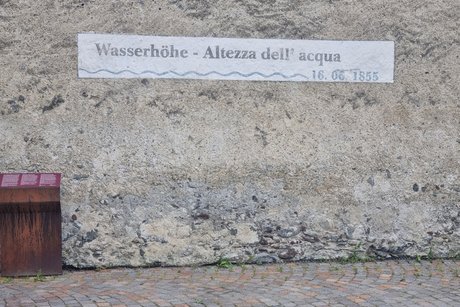 Wasserhöhe - Altezza dell' acqua
16. 06. 1855